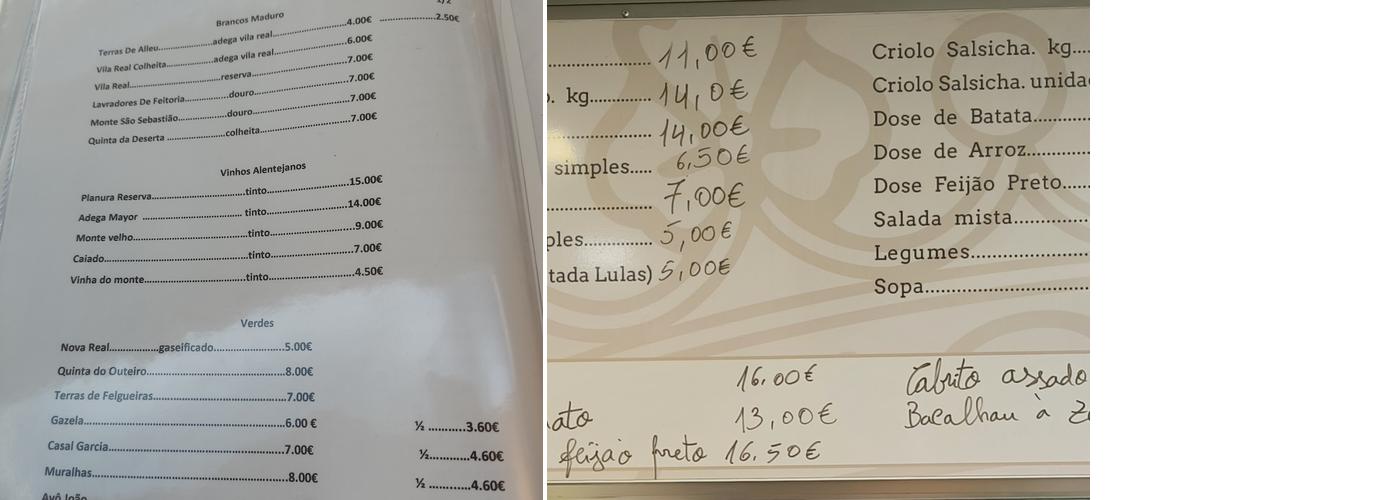 1/2
Brancos Maduro
Terras De Alleu......................adega vila real..........................4.00€ ........................2.50€
Vila Real Colheita...................adega vila real.......................6.00€
Vila Real................................................reserva.............................7.00€
Lavradores De Feitoria..................douro................................7.00€
Monte São Sebastião.....................douro................................7.00€
Quinta da Deserta ........................colheita............................7.00€
Vinhos Alentejanos
Planura Reserva.....................................tinto..............................15.00€
Adega Mayor ........................................ tinto..............................14.00€
Monte velho...........................................tinto..............................9.00€
Caiado.....................................................tinto..............................7.00€
Vinha do monte......................................tinto..............................4.50€
Verdes
Nova Real...................gaseificado..........................5.00€
Quinta do Outeiro...................................................8.00€
Terras de Felgueiras................................................7.00€
Gazela.......................................................................6.00 € ½ ...........3.60€
Casal Garcia..............................................................7.00€ ½............4.60€
Muralhas...................................................................8.00€ ½ ...........4.60€
Avô João
........................ 11,00€
. kg.............. 14,0€
........................ 14,00€
simples..... 6,50€
........................ 7,00€
ples............... 5,00€
tada Lulas) 5,00€
Criolo Salsicha. kg....
Criolo Salsicha. unida
Dose de Batata............
Dose de Arroz.............
Dose Feijão Preto......
Salada mista................
Legumes.........................
Sopa..................................
16.00€ Cabrito assado
ato 13,00€ Bacalhau à Z
feijão preto 16.50€